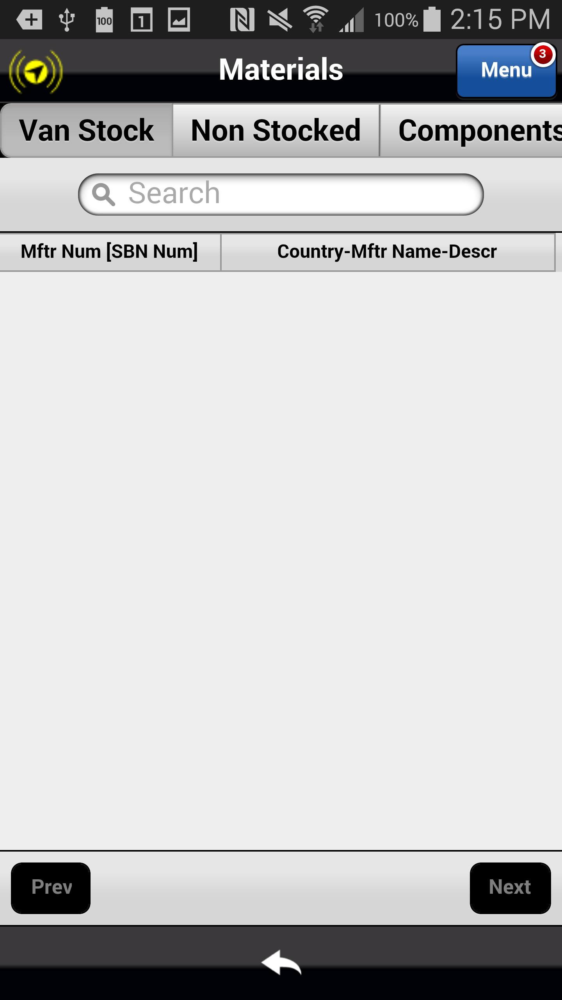 100 1 100% 2:15 PM
Materials
Menu 3
Van Stock Non Stocked Components
Search
Mftr Num [SBN Num] Country-Mftr Name-Descr
Prev Next